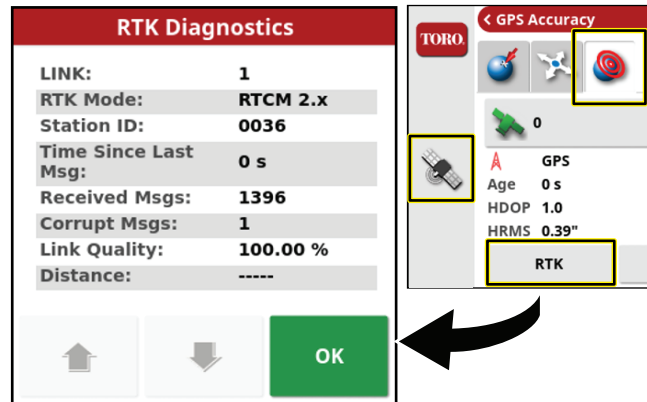 RTK Diagnostics
LINK: 1
RTK Mode: RTCM 2.x
Station ID: 0036
Time Since Last
Msg: 0 s
Received Msgs: 1396
Corrupt Msgs: 1
Link Quality: 100.00 %
Distance: -----
OK
TORO.
< GPS Accuracy
0
GPS
Age 0 s
HDOP 1.0
HRMS 0.39"
RTK